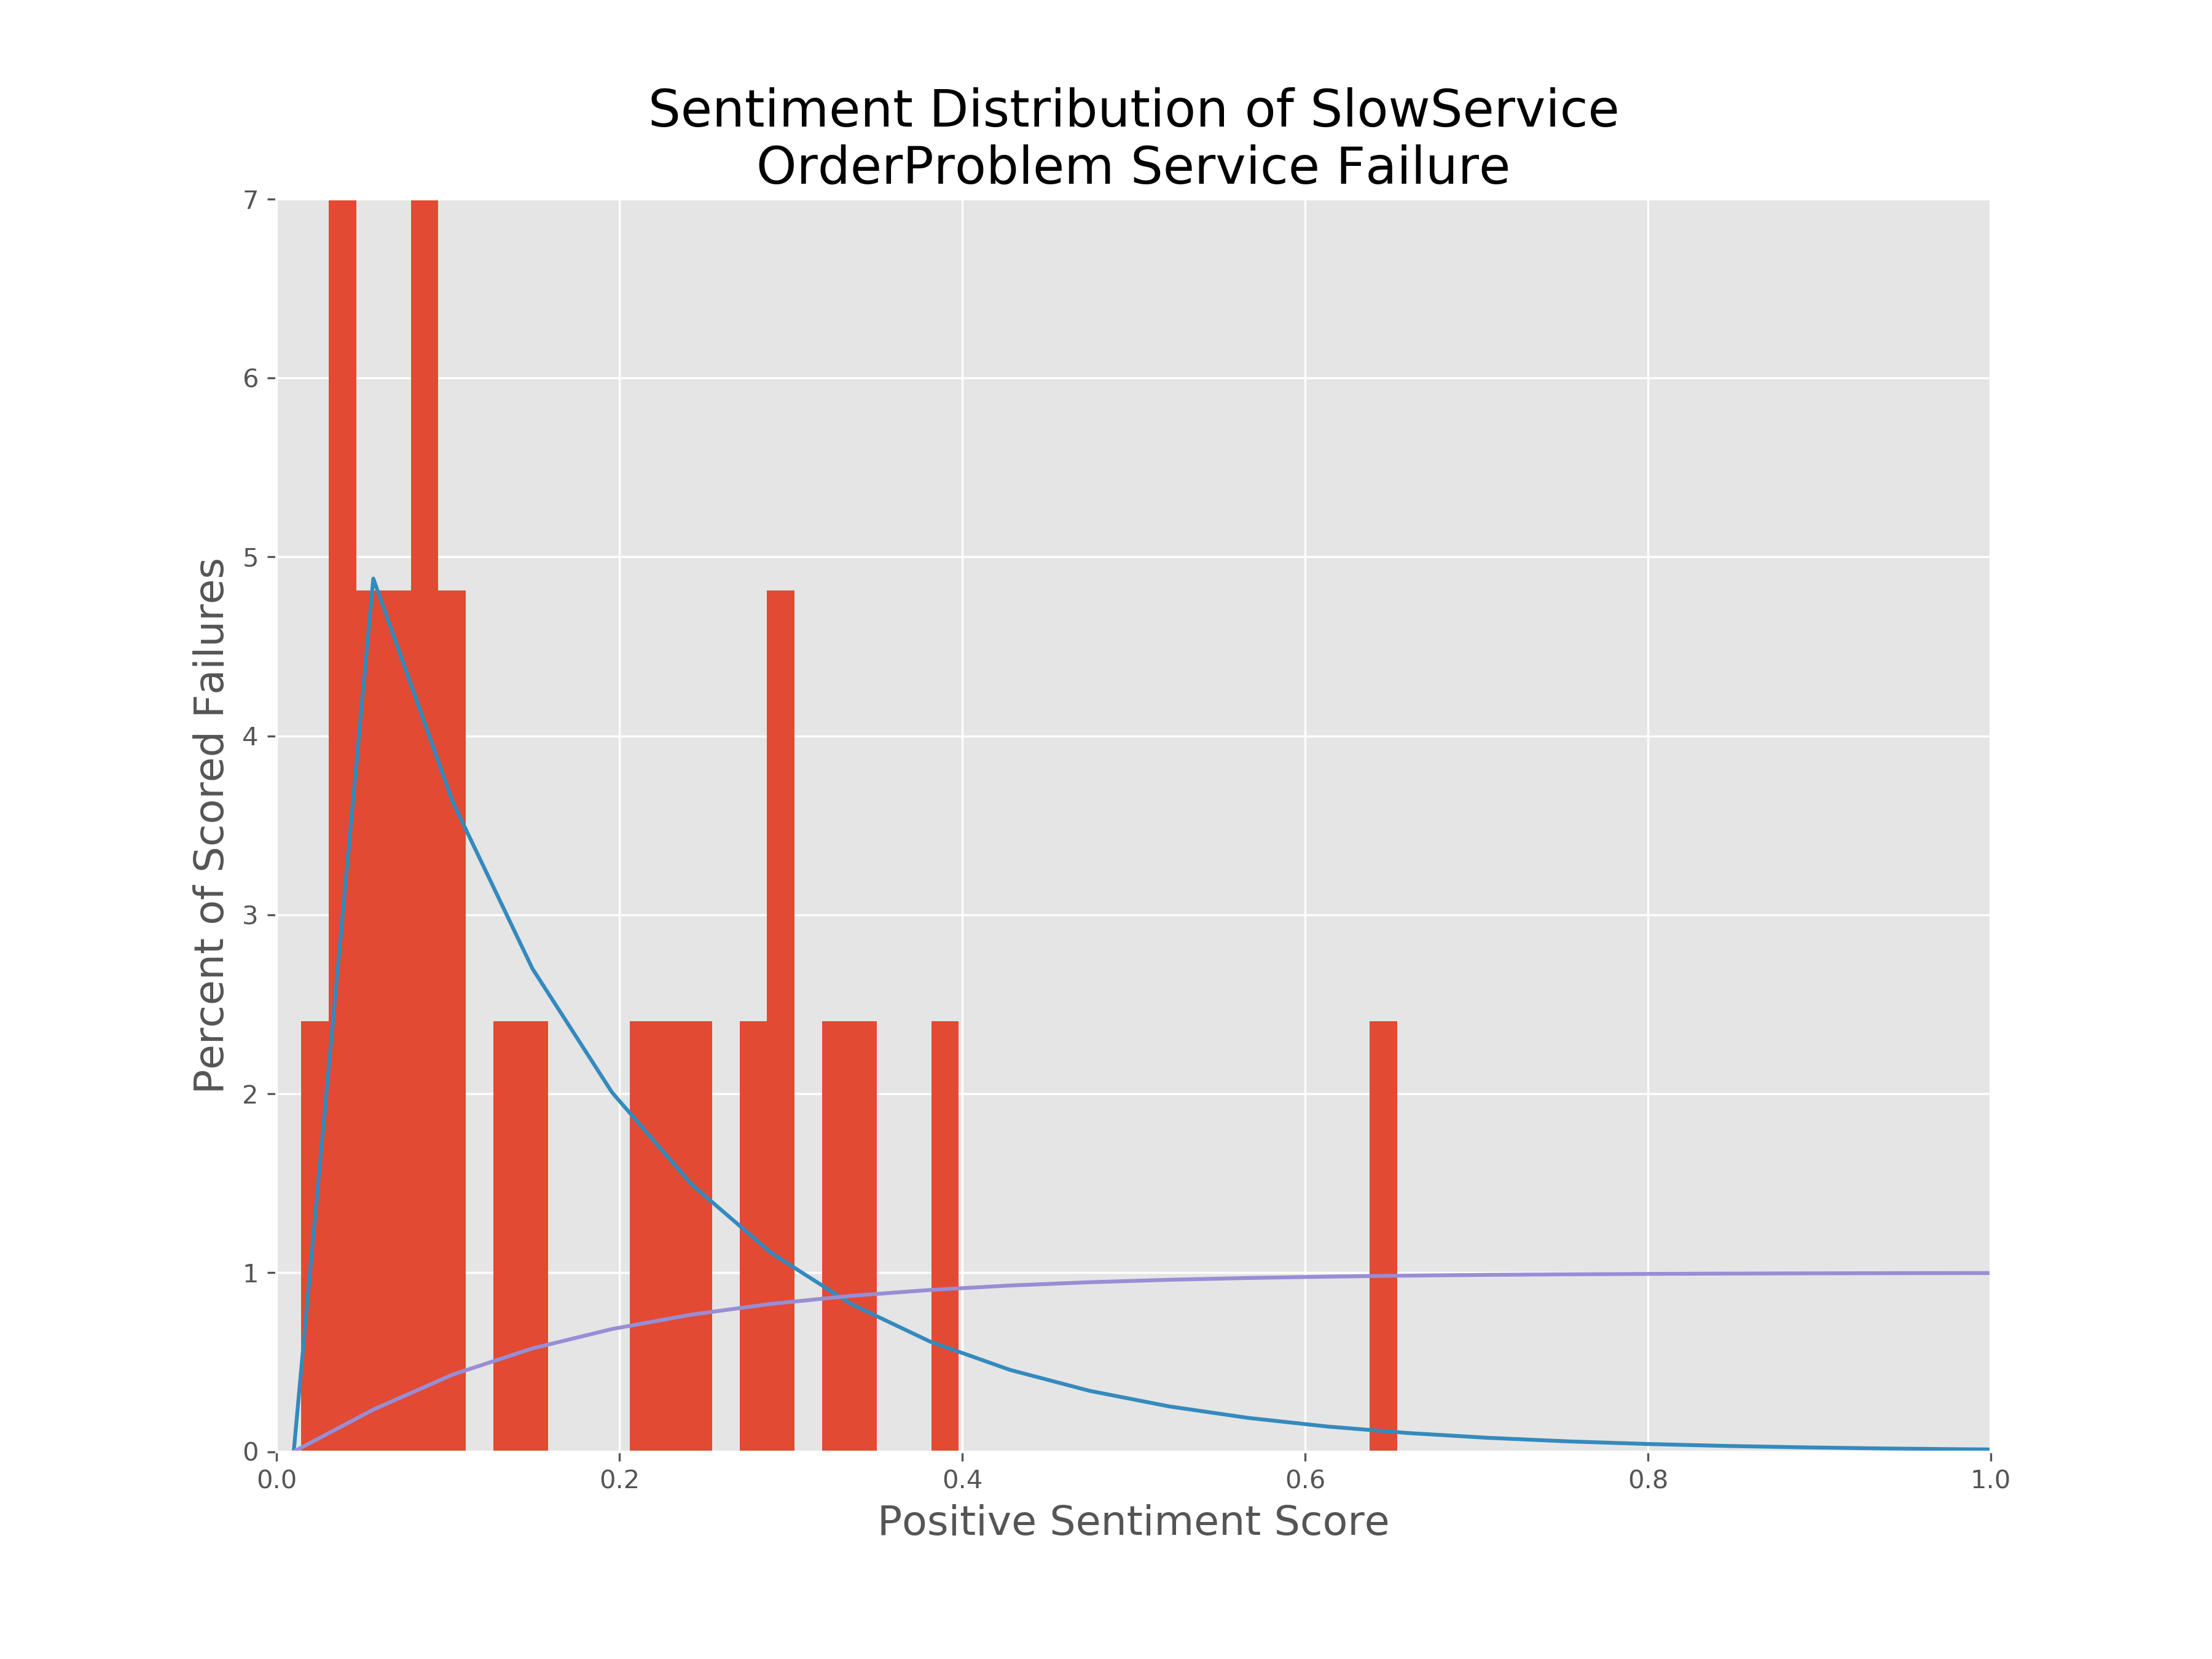 Sentiment Distribution of SlowService
OrderProblem Service Failure
7
6
5
4
3
2
1
0
Percent of Scored Failures
0.0 0.2 0.4 0.6 0.8 1.0
Positive Sentiment Score